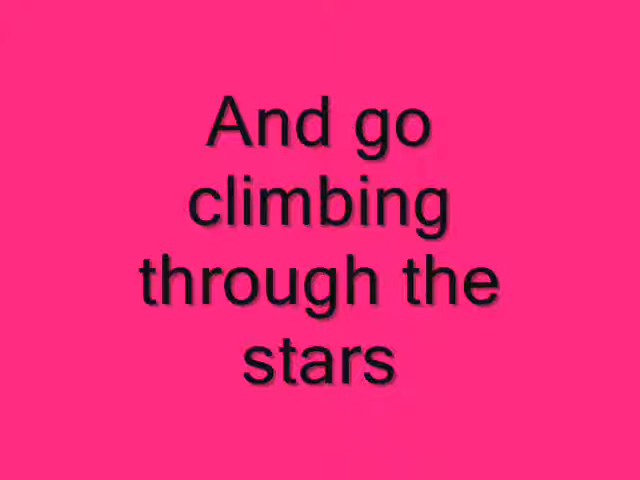 And go
climbing
through the
stars